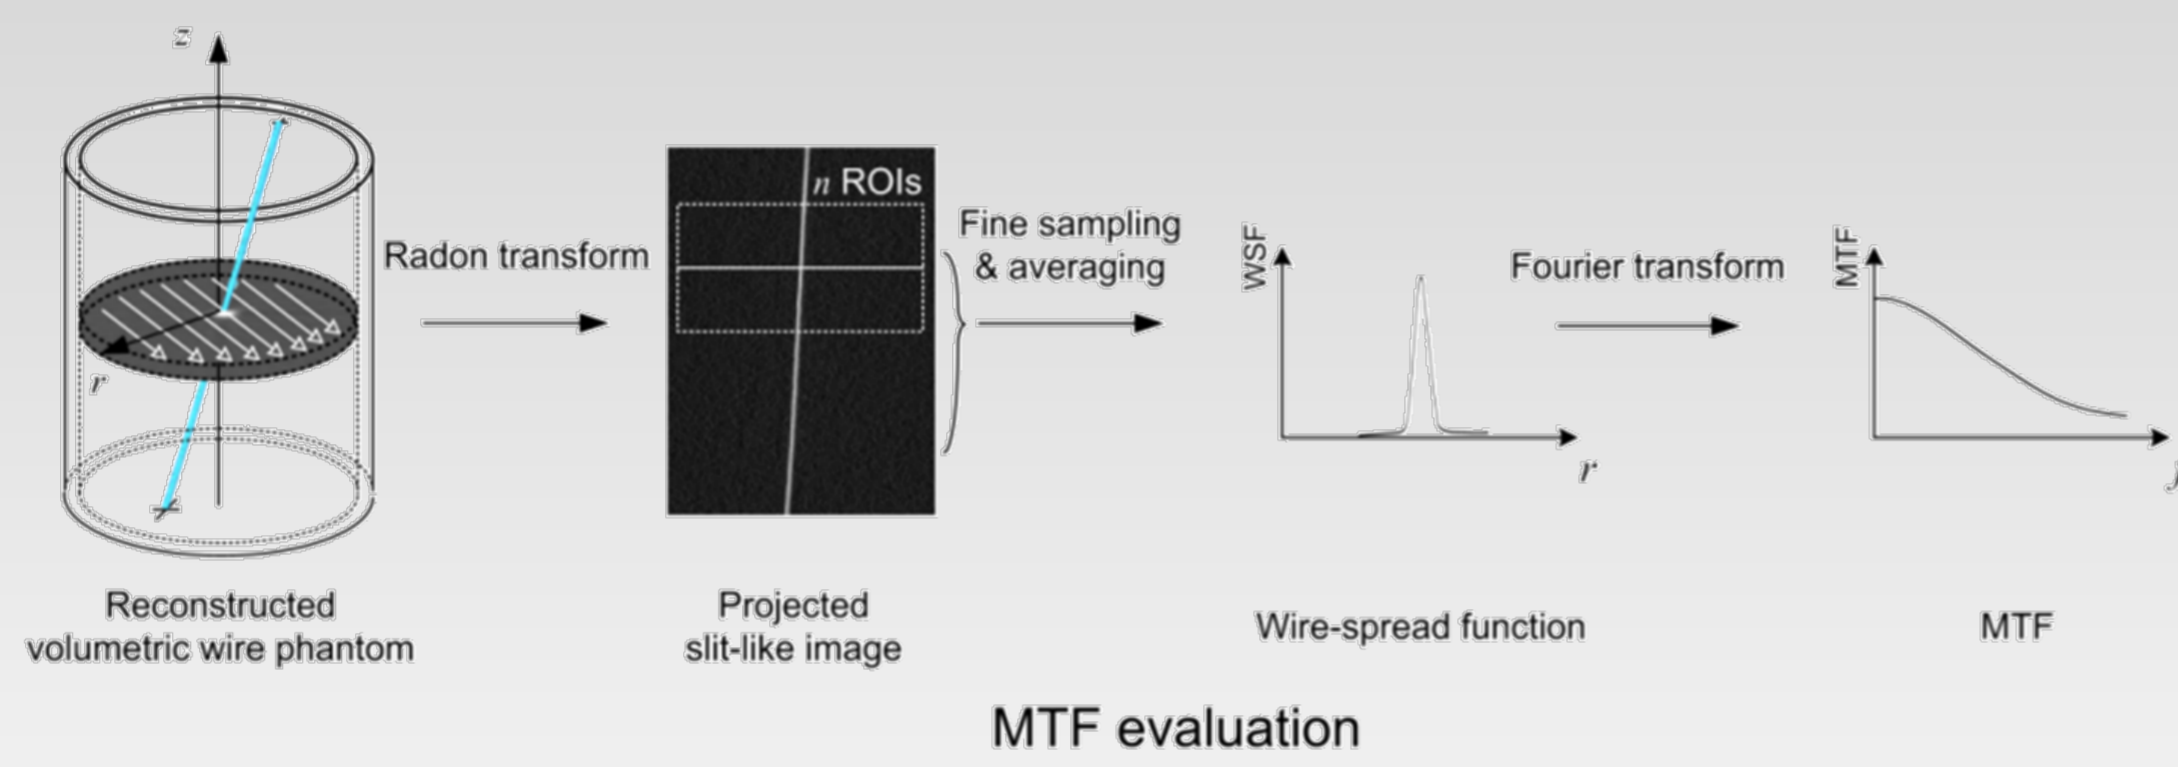 z
r
Reconstructed
volumetric wire phantom
Radon transform
n ROIs
Projected
slit-like image
Fine sampling
& averaging
WSF
r
Wire-spread function
Fourier transform
MTF
MTF
MTF evaluation